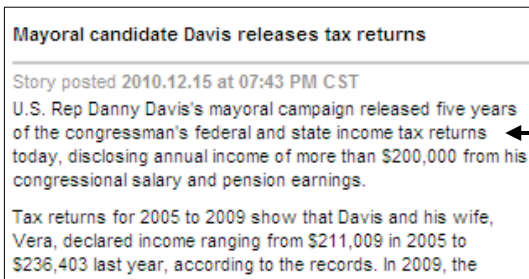 Mayoral candidate Davis releases tax returns
Story posted 2010.12.15 at 07:43 PM CST
U.S. Rep Danny Davis's mayoral campaign released five years
of the congressman's federal and state income tax returns
today, disclosing annual income of more than $200,000 from his
congressional salary and pension earnings.
Tax returns for 2005 to 2009 show that Davis and his wife,
Vera, declared income ranging from $211,009 in 2005 to
$236,403 last year, according to the records. In 2009, the